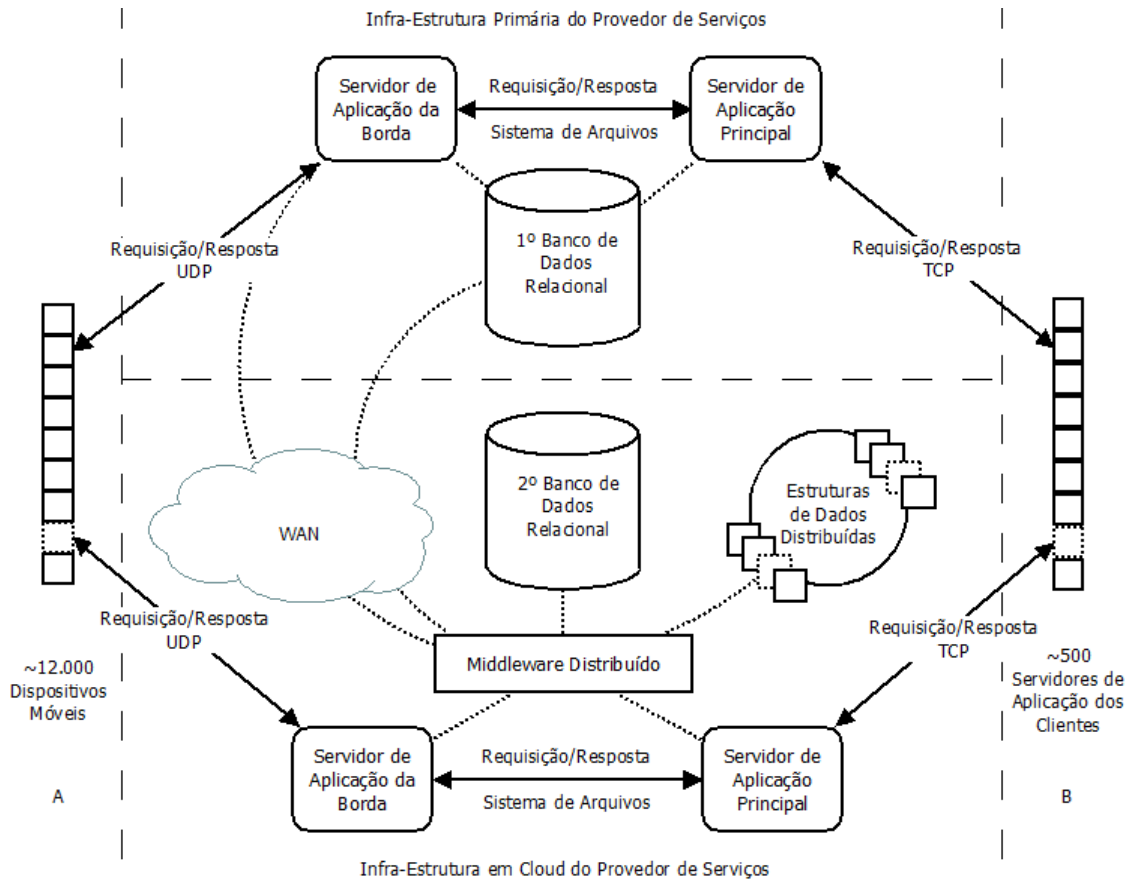 Infra-Estrutura Primária do Provedor de Serviços
Servidor de
Aplicação da
Borda
Requisição/Resposta
Sistema de Arquivos
Servidor de
Aplicação
Principal
Requisição/Resposta
UDP
1º Banco de
Dados
Relacional
Requisição/Resposta
TCP
WAN
2º Banco de
Dados
Relacional
Estruturas
de Dados
Distribuídas
Requisição/Resposta
UDP
Middleware Distribuído
Requisição/Resposta
TCP
~12.000
Dispositivos
Móveis
A
~500
Servidores de
Aplicação dos
Clientes
B
Servidor de
Aplicação da
Borda
Requisição/Resposta
Sistema de Arquivos
Servidor de
Aplicação
Principal
Infra-Estrutura em Cloud do Provedor de Serviços